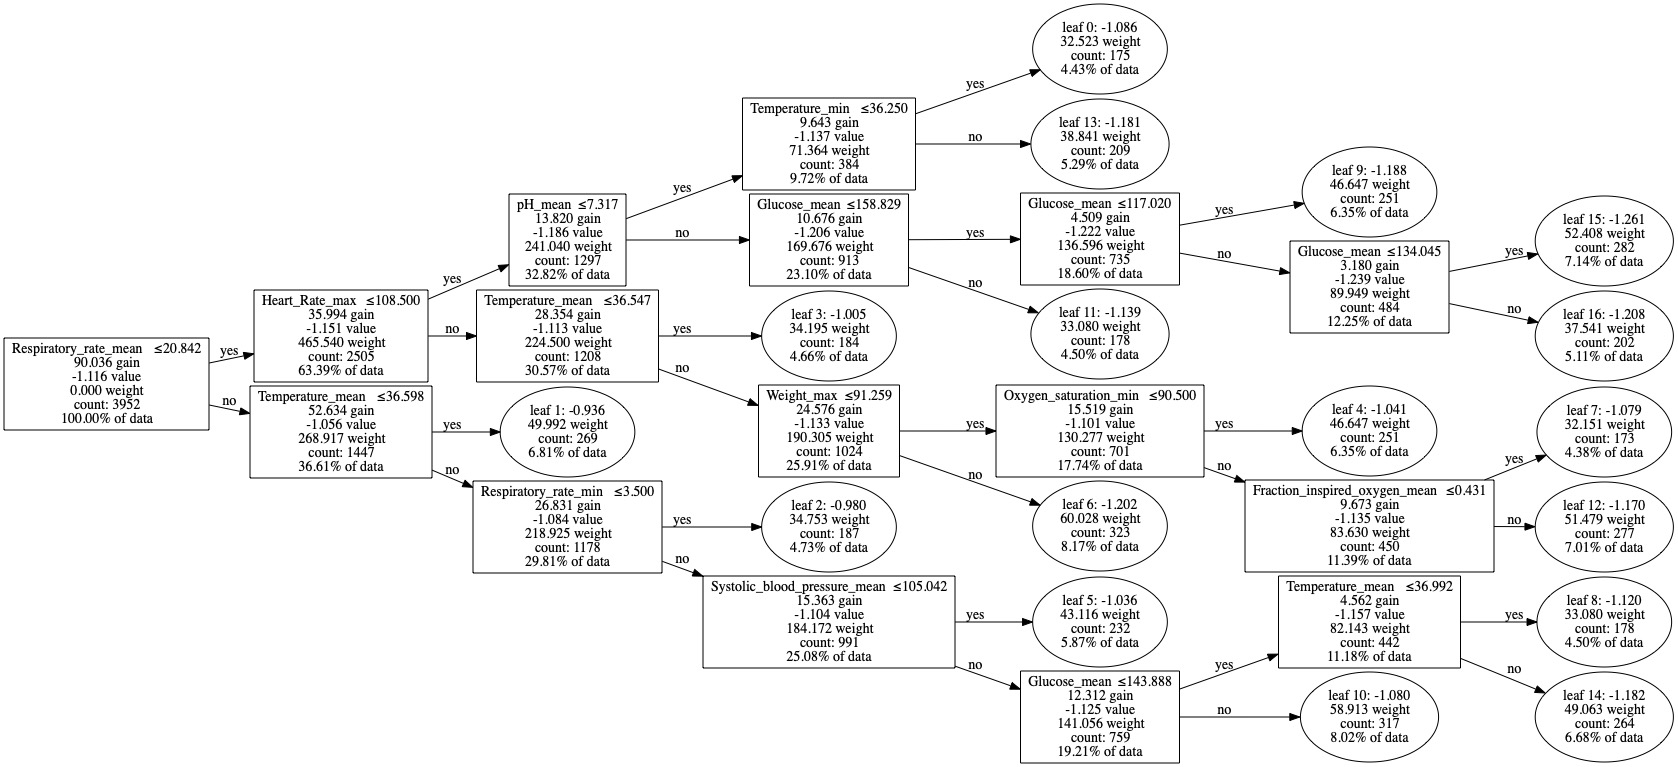 Respiratory_rate_mean ≤20.842
90.036 gain
-1.116 value
0.000 weight
count: 3952
100.00% of data
yes
no
Heart_Rate_max ≤108.500
35.994 gain
-1.151 value
465.540 weight
count: 2505
63.39% of data
yes
no
Temperature_mean ≤36.598
52.634 gain
-1.056 value
268.917 weight
count: 1447
36.61% of data
yes
no
pH_mean ≤7.317
13.820 gain
-1.186 value
241.040 weight
count: 1297
32.82% of data
yes
no
Temperature_mean ≤36.547
28.354 gain
-1.113 value
224.500 weight
count: 1208
30.57% of data
yes
no
leaf 1: -0.936
49.992 weight
count: 269
6.81% of data
Respiratory_rate_min ≤3.500
26.831 gain
-1.084 value
218.925 weight
count: 1178
29.81% of data
yes
no
Temperature_min ≤36.250
9.643 gain
-1.137 value
71.364 weight
count: 384
9.72% of data
yes
no
Glucose_mean ≤158.829
10.676 gain
-1.206 value
169.676 weight
count: 913
23.10% of data
yes
no
leaf 3: -1.005
34.195 weight
count: 184
4.66% of data
Weight_max ≤91.259
24.576 gain
-1.133 value
190.305 weight
count: 1024
25.91% of data
yes
no
leaf 2: -0.980
34.753 weight
count: 187
4.73% of data
Systolic_blood_pressure_mean ≤105.042
15.363 gain
-1.104 value
184.172 weight
count: 991
25.08% of data
yes
no
leaf 0: -1.086
32.523 weight
count: 175
4.43% of data
leaf 13: -1.181
38.841 weight
count: 209
5.29% of data
Glucose_mean ≤117.020
4.509 gain
-1.222 value
136.596 weight
count: 735
18.60% of data
yes
no
leaf 11: -1.139
33.080 weight
count: 178
4.50% of data
Oxygen_saturation_min ≤90.500
15.519 gain
-1.101 value
130.277 weight
count: 701
17.74% of data
yes
no
leaf 6: -1.202
60.028 weight
count: 323
8.17% of data
leaf 5: -1.036
43.116 weight
count: 232
5.87% of data
Glucose_mean ≤143.888
12.312 gain
-1.125 value
141.056 weight
count: 759
19.21% of data
yes
no
leaf 9: -1.188
46.647 weight
count: 251
6.35% of data
Glucose_mean ≤134.045
3.180 gain
-1.239 value
89.949 weight
count: 484
12.25% of data
yes
no
leaf 4: -1.041
46.647 weight
count: 251
6.35% of data
Fraction_inspired_oxygen_mean ≤0.431
9.673 gain
-1.135 value
83.630 weight
count: 450
11.39% of data
yes
no
Temperature_mean ≤36.992
4.562 gain
-1.157 value
82.143 weight
count: 442
11.18% of data
yes
no
leaf 10: -1.080
58.913 weight
count: 317
8.02% of data
leaf 15: -1.261
52.408 weight
count: 282
7.14% of data
leaf 16: -1.208
37.541 weight
count: 202
5.11% of data
leaf 7: -1.079
32.151 weight
count: 173
4.38% of data
leaf 12: -1.170
51.479 weight
count: 277
7.01% of data
leaf 8: -1.120
33.080 weight
count: 178
4.50% of data
leaf 14: -1.182
49.063 weight
count: 264
6.68% of data